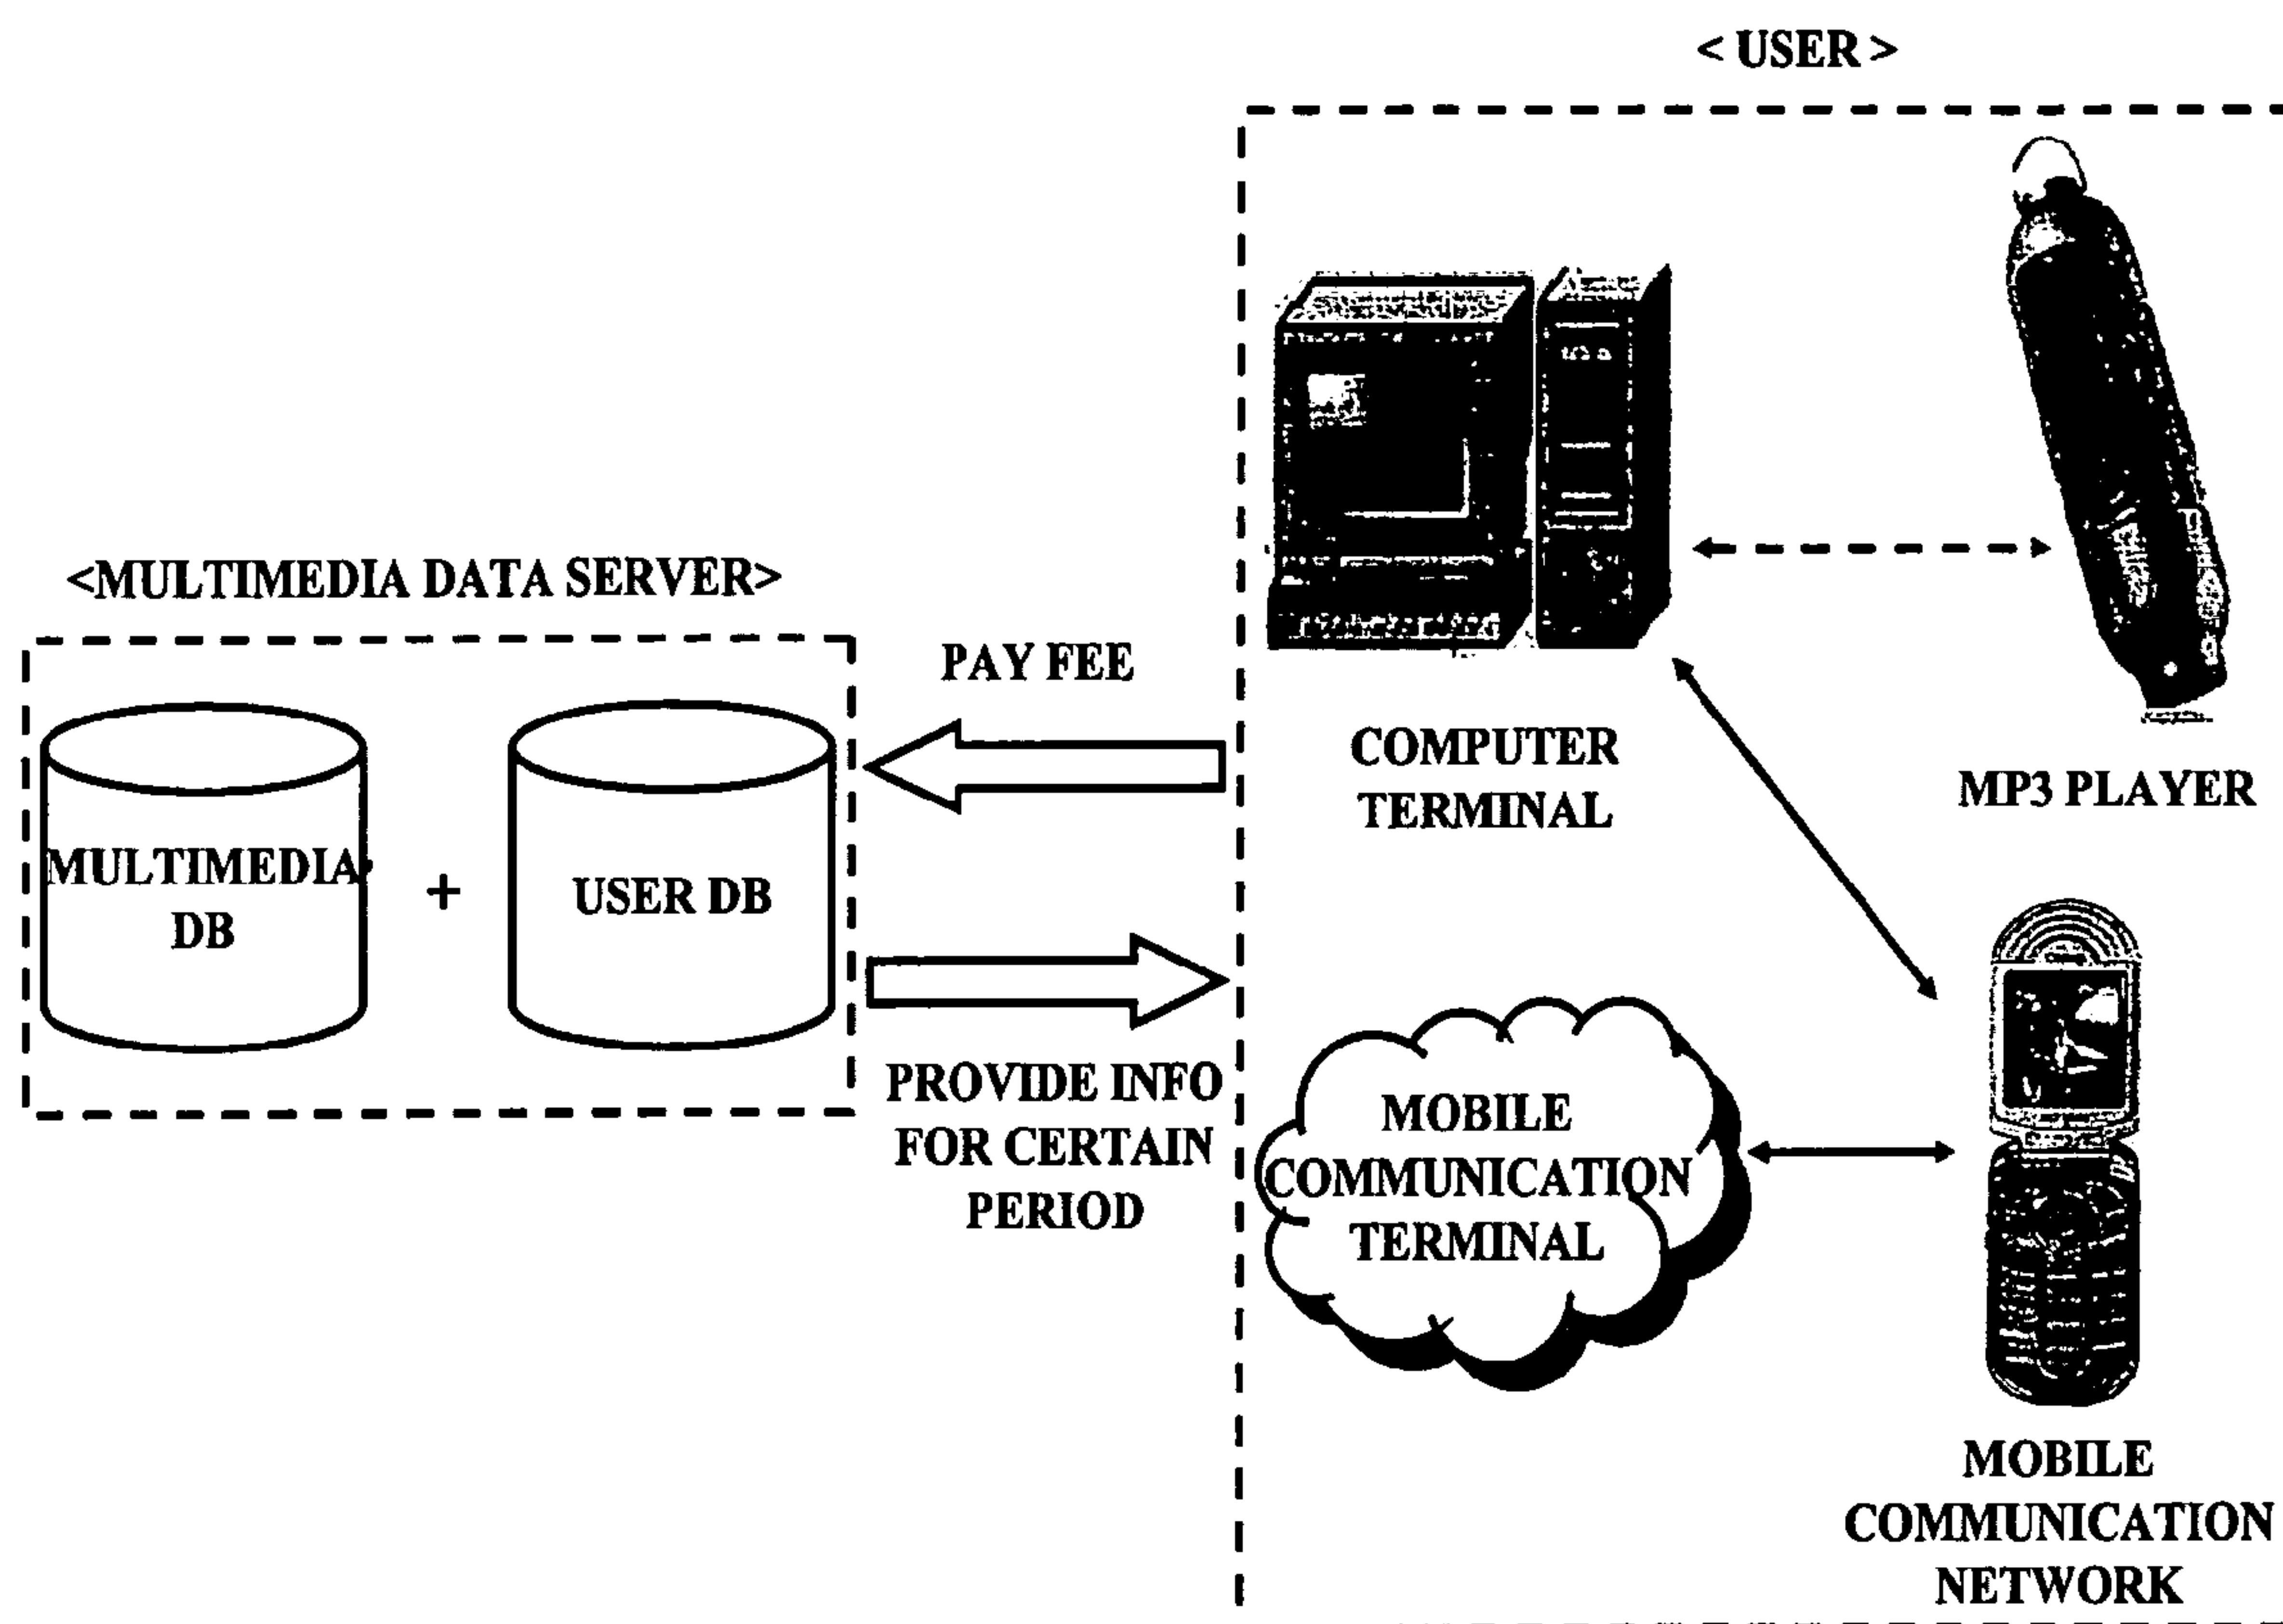 < USER >
<MULTIMEDIA DATA SERVER>
MULTIMEDIA
DB
+
USER DB
PAY FEE
PROVIDE INFO
FOR CERTAIN
PERIOD
COMPUTER
TERMINAL
MP3 PLAYER
MOBILE
COMMUNICATION
TERMINAL
MOBILE
COMMUNICATION
NETWORK